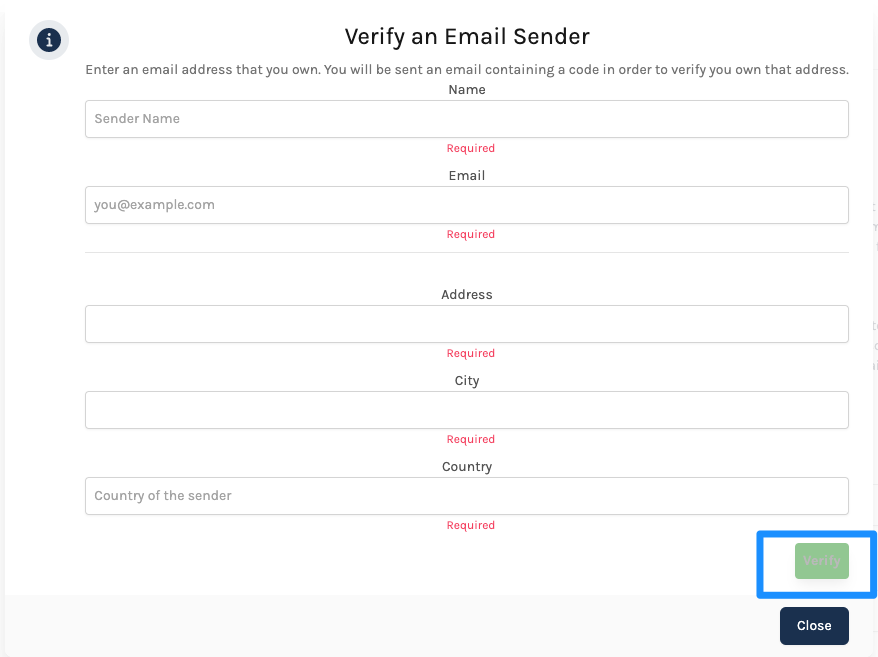 Verify an Email Sender
Enter an email address that you own. You will be sent an email containing a code in order to verify you own that address.
Name
Sender Name
Required
Email
you@example.com
Required
Address
Required
City
Required
Country
Country of the sender
Required
Verify
Close